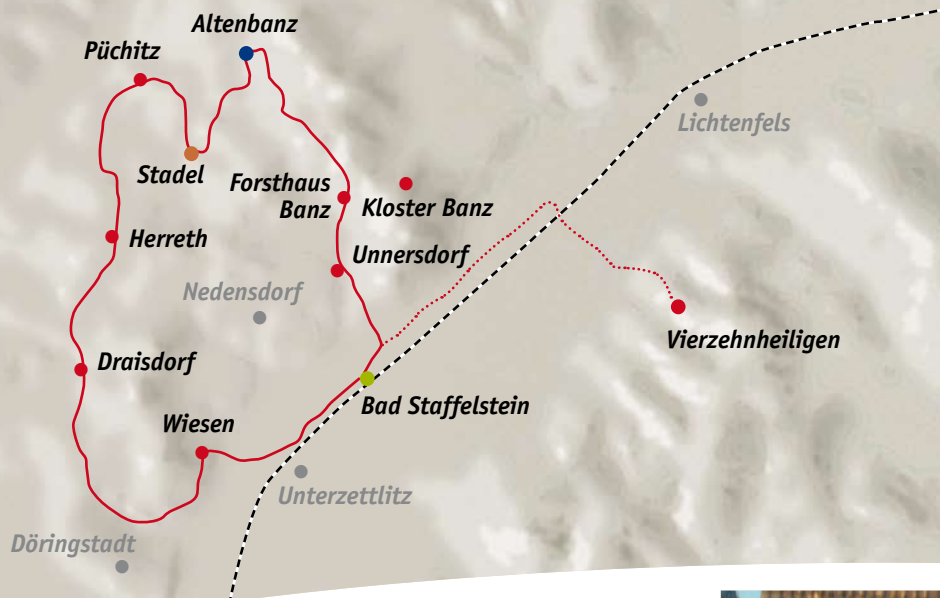 Altenbanz
Püchitz
Lichtenfels
Stadel
Forsthaus
Banz
Kloster Banz
Herreth
Unnersdorf
Nedensdorf
Vierzehnheiligen
Draisdorf
Bad Staffelstein
Wiesen
Unterzettlitz
Döringstadt